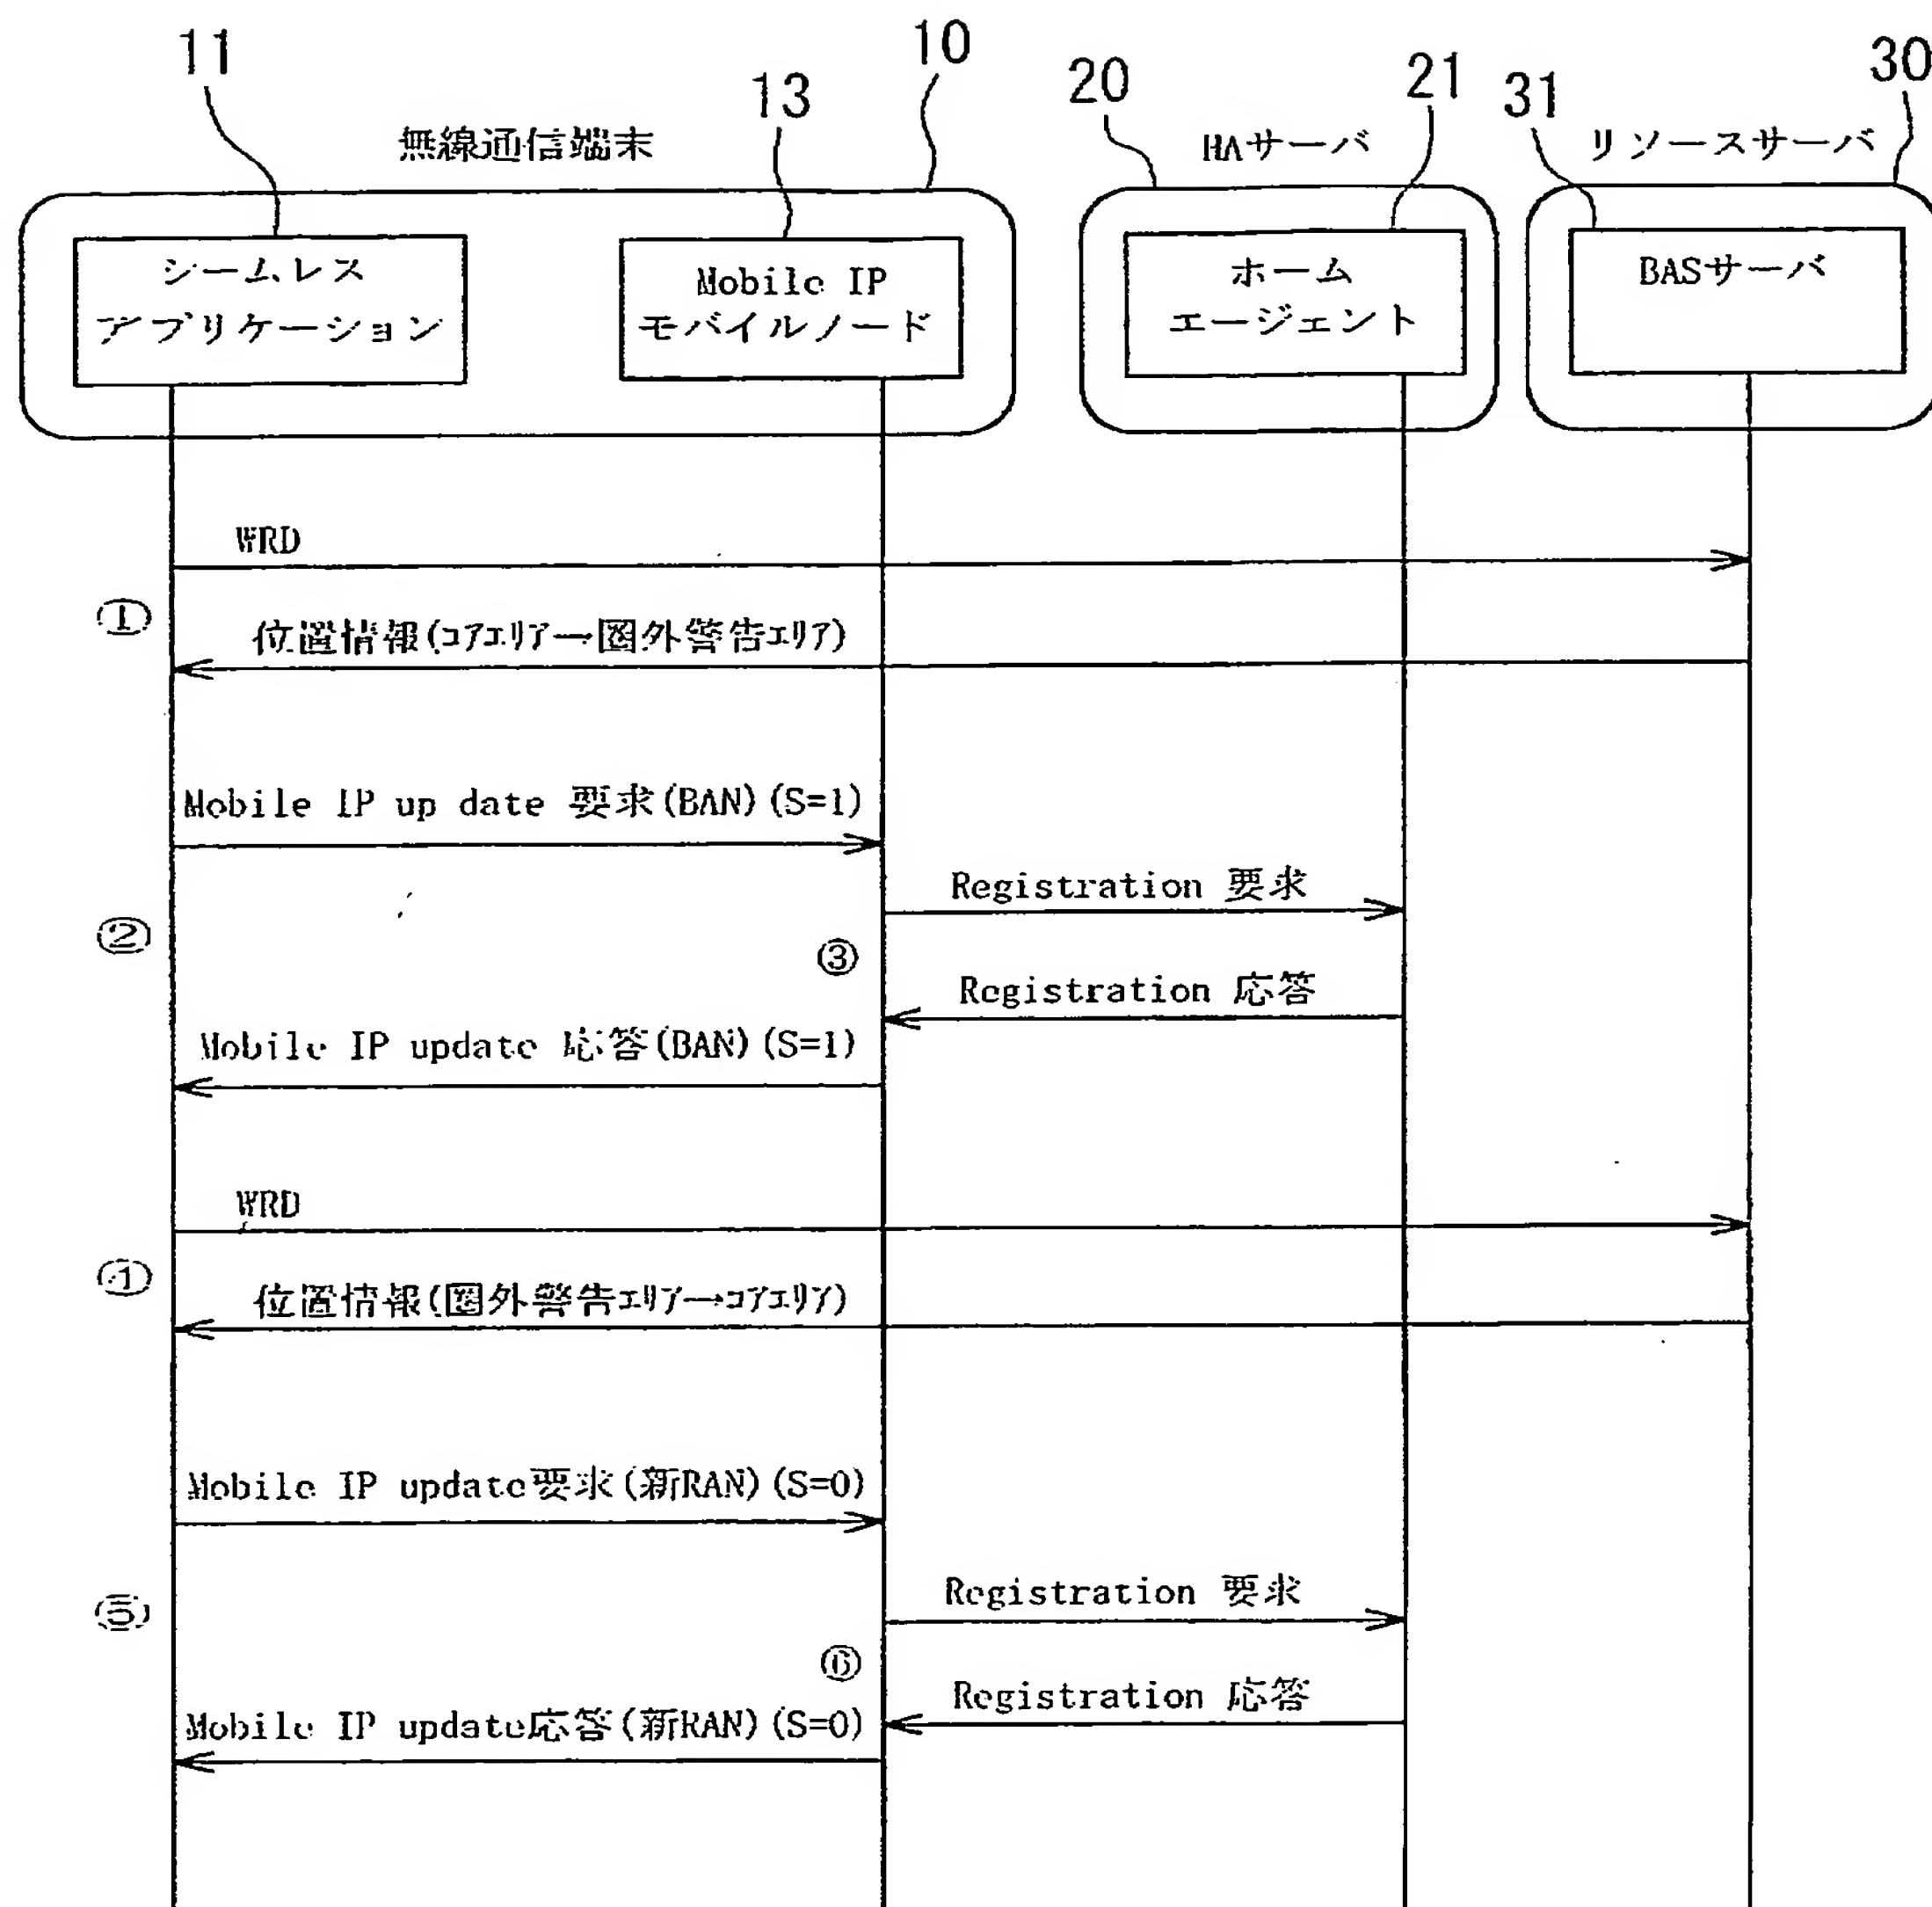 11
10
13
20
21
31
30
無線通信端末
HAサーバ
リソースサーバ
シームレス
アプリケーション
Mobile IP
モバイルノード
ホーム
エージェント
BASサーバ
WRD
①
位置情報(コアエリア→圏外警告エリア)
Mobile IP up date 要求(BAN)(S=1)
Registration 要求
②
③
Registration 応答
Mobile IP update 応答(BAN)(S=1)
WRD
④
位置情報(圏外警告エリア→コアエリア)
Mobile IP update要求(新RAN)(S=0)
Registration 要求
⑤
⑥
Registration 応答
Mobile IP update応答(新RAN)(S=0)